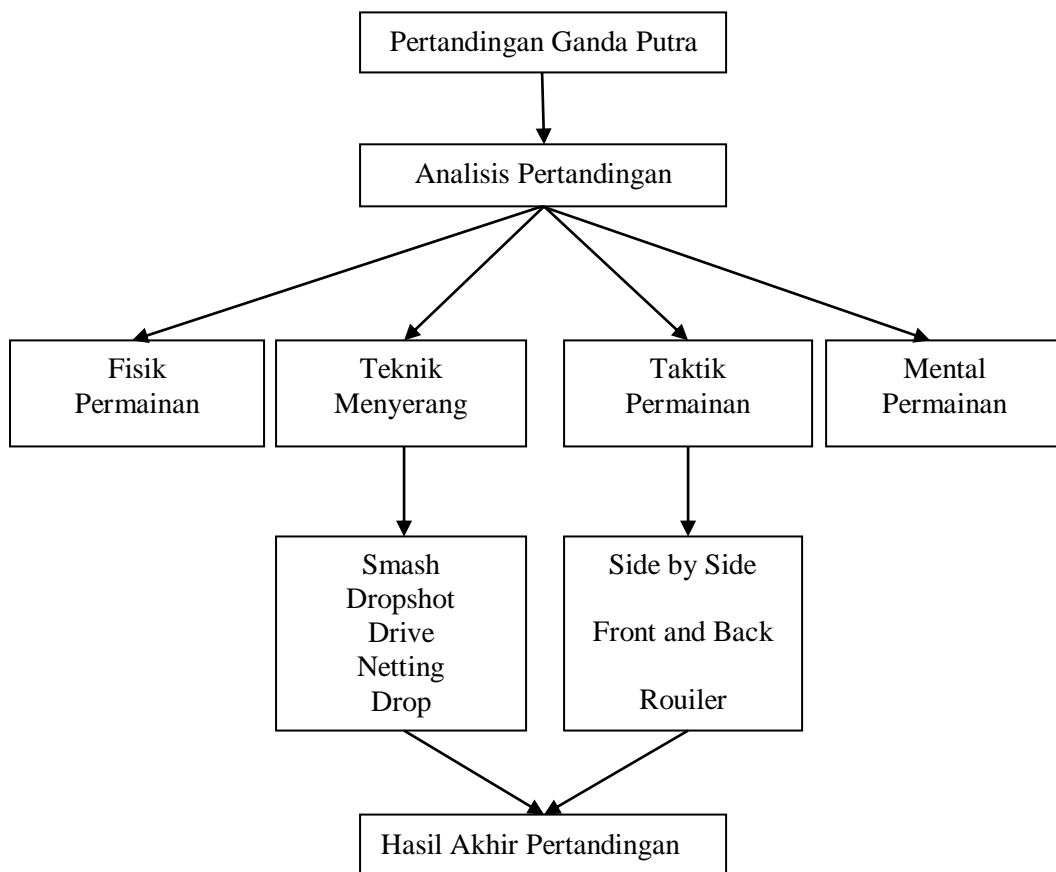 Pertandingan Ganda Putra
Analisis Pertandingan
Fisik
Permainan
Teknik
Menyerang
Taktik
Permainan
Mental
Permainan
Smash
Dropshot
Drive
Netting
Drop
Side by Side
Front and Back
Rouiler
Hasil Akhir Pertandingan